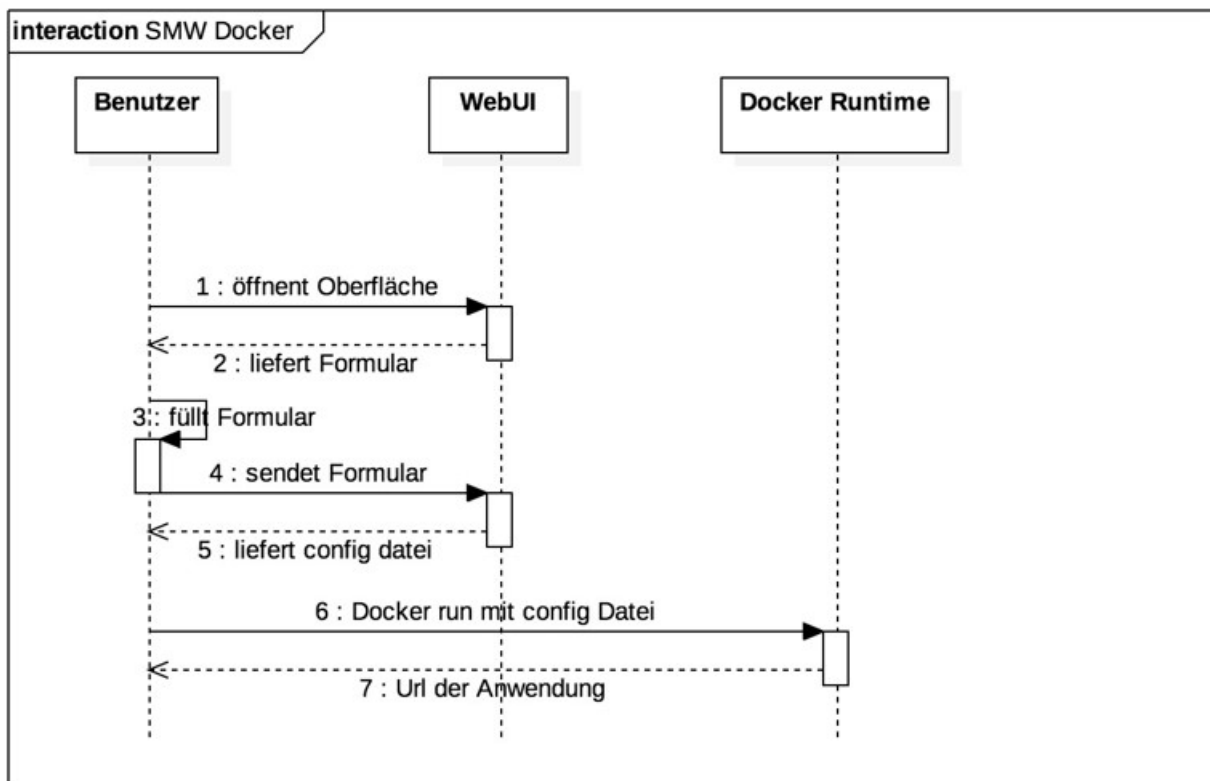 interaction SMW Docker
Benutzer
WebUI
Docker Runtime
1 : öffnent Oberfläche
2 : liefert Formular
3 : füllt Formular
4 : sendet Formular
5 : liefert config datei
6 : Docker run mit config Datei
7 : Url der Anwendung